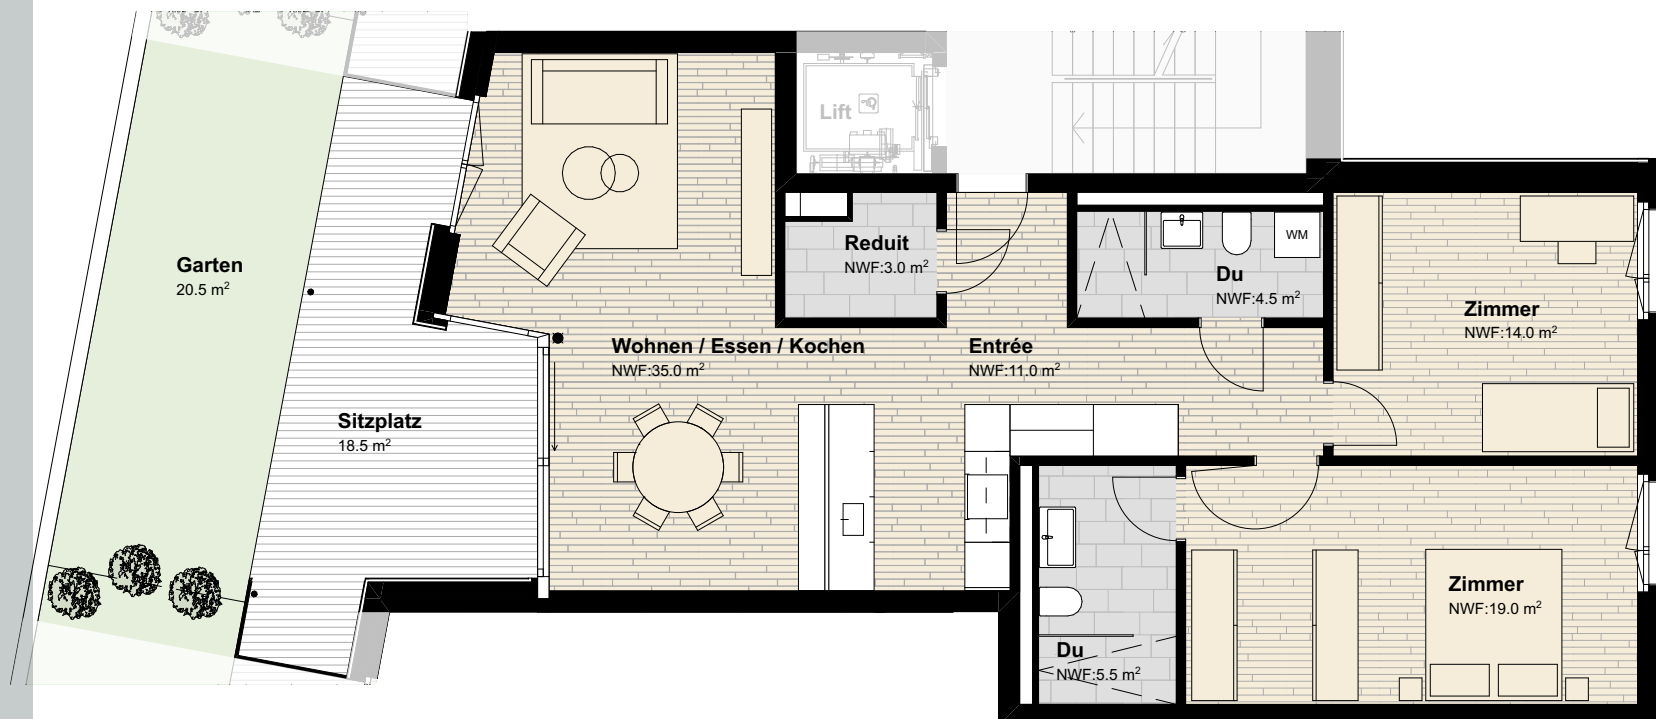 Lift
Reduit
NWF:3.0 m²
WM
Du
NWF:4.5 m²
Garten
20.5 m²
Zimmer
NWF:14.0 m²
Wohnen / Essen / Kochen
NWF:35.0 m²
Entrée
NWF:11.0 m²
Sitzplatz
18.5 m²
Zimmer
NWF:19.0 m²
Du
NWF:5.5 m²